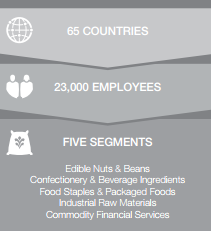 65 COUNTRIES
23,000 EMPLOYEES
FIVE SEGMENTS
Edible Nuts & Beans
Confectionery & Beverage Ingredients
Food Staples & Packaged Foods
Industrial Raw Materials
Commodity Financial Services